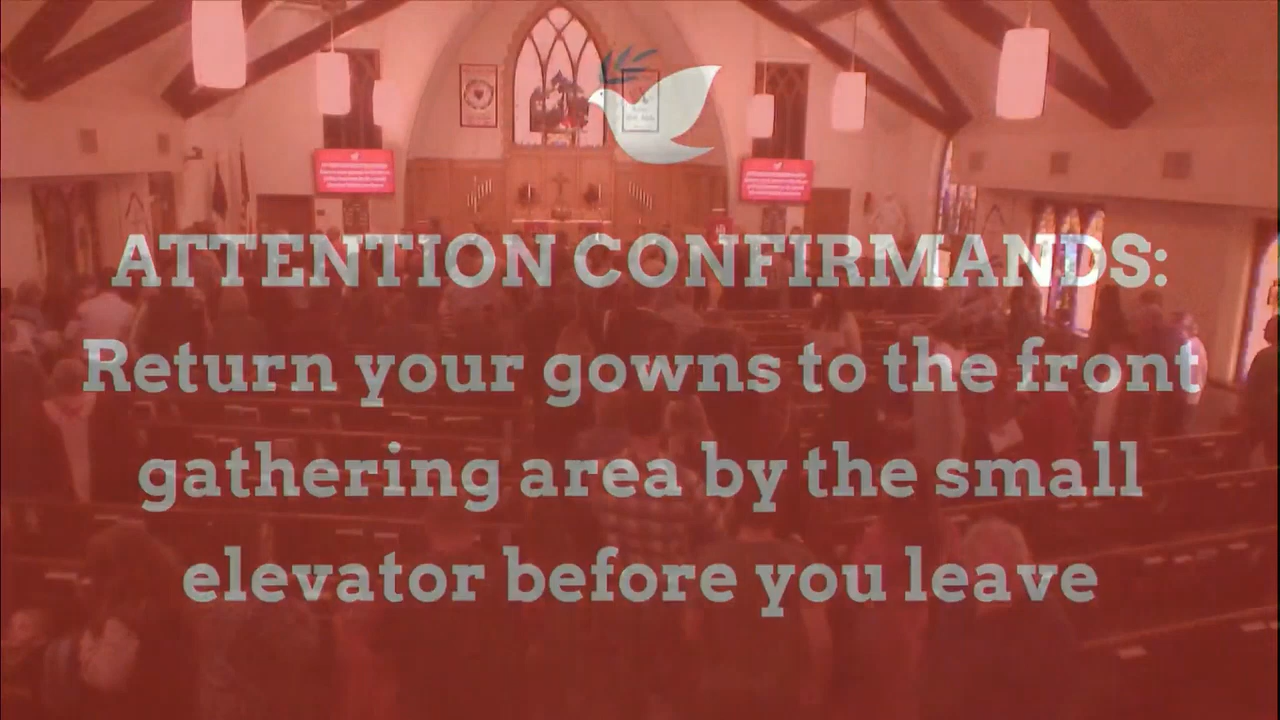 ATTENTION CONFIRMANDS:
Return your gowns to the front
gathering area by the small
elevator before you leave